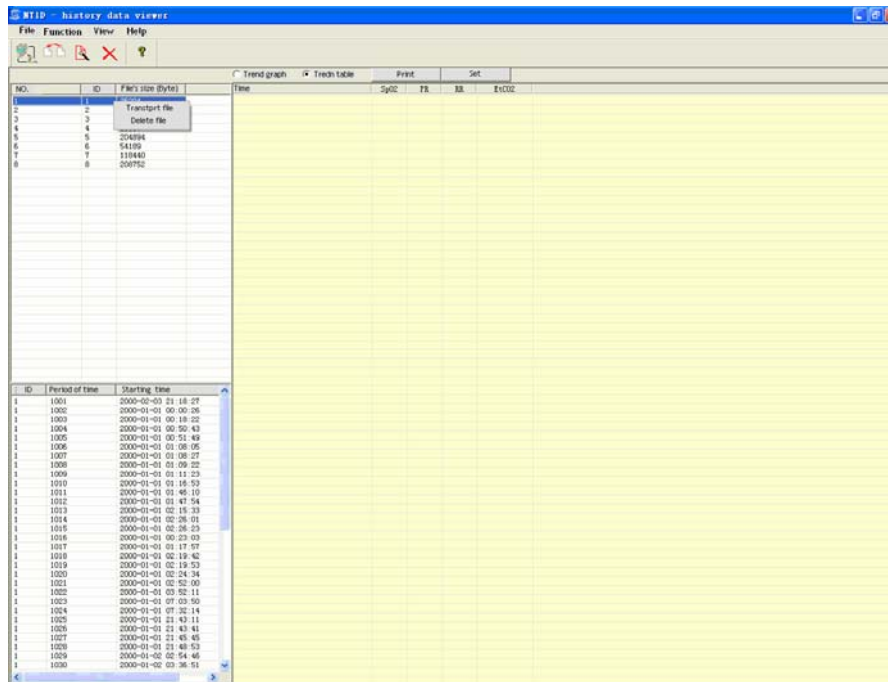 NTID - history data viewer
File Function View Help
Trend graph Tredn table Print Set
NO. ID File's size (Byte) Time SpO2 PR RR EtCO2
1 1
2 2
3 3
4 4
Transtprt file
Delete file
5 5 204894
6 6 54189
7 7 118440
8 8 208752
ID Period of time Starting time
1 1001 2000-02-03 21:18:27
1 1002 2000-01-01 00:00:26
1 1003 2000-01-01 00:18:22
1 1004 2000-01-01 00:50:43
1 1005 2000-01-01 00:51:49
1 1006 2000-01-01 01:08:05
1 1007 2000-01-01 01:08:27
1 1008 2000-01-01 01:09:22
1 1009 2000-01-01 01:11:23
1 1010 2000-01-01 01:16:53
1 1011 2000-01-01 01:46:10
1 1012 2000-01-01 01:47:54
1 1013 2000-01-01 02:15:33
1 1014 2000-01-01 02:26:01
1 1015 2000-01-01 02:26:23
1 1016 2000-01-01 00:23:03
1 1017 2000-01-01 01:17:57
1 1018 2000-01-01 02:19:42
1 1019 2000-01-01 02:19:53
1 1020 2000-01-01 02:24:34
1 1021 2000-01-01 02:52:00
1 1022 2000-01-01 03:52:11
1 1023 2000-01-01 07:03:50
1 1024 2000-01-01 07:32:14
1 1025 2000-01-01 21:43:11
1 1026 2000-01-01 21:43:41
1 1027 2000-01-01 21:45:45
1 1028 2000-01-01 21:48:53
1 1029 2000-01-02 02:54:46
1 1030 2000-01-02 03:36:51